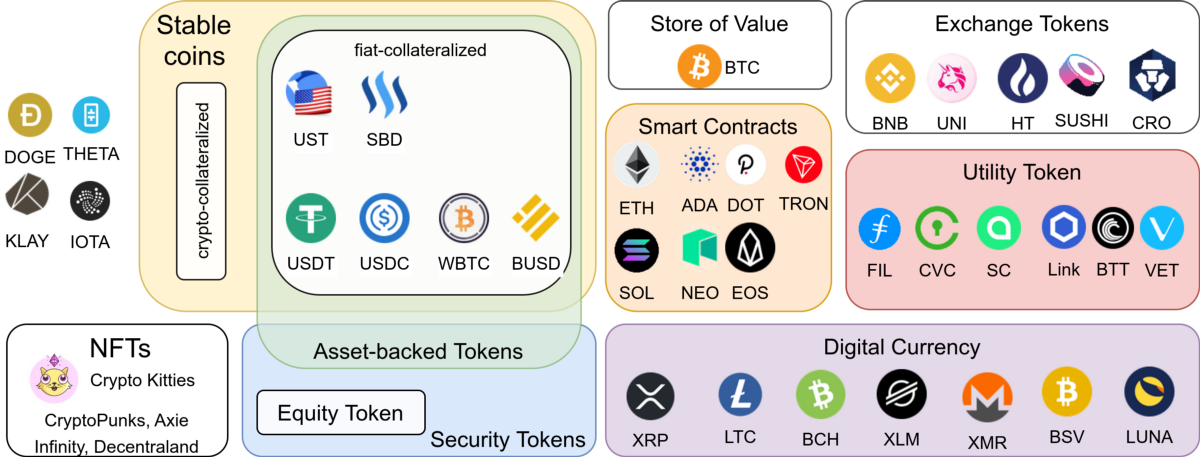 Stable
coins
fiat-collateralized
crypto-collateralized
UST
SBD
USDT
USDC
WBTC
BUSD
Asset-backed Tokens
Equity Token
Security Tokens
DOGE
THETA
KLAY
IOTA
NFTs
Crypto Kitties
CryptoPunks, Axie
Infinity, Decentraland
Store of Value
BTC
Smart Contracts
ETH
ADA
DOT
TRON
SOL
NEO
EOS
Exchange Tokens
BNB
UNI
HT
SUSHI
CRO
Utility Token
FIL
CVC
SC
Link
BTT
VET
Digital Currency
XRP
LTC
BCH
XLM
XMR
BSV
LUNA